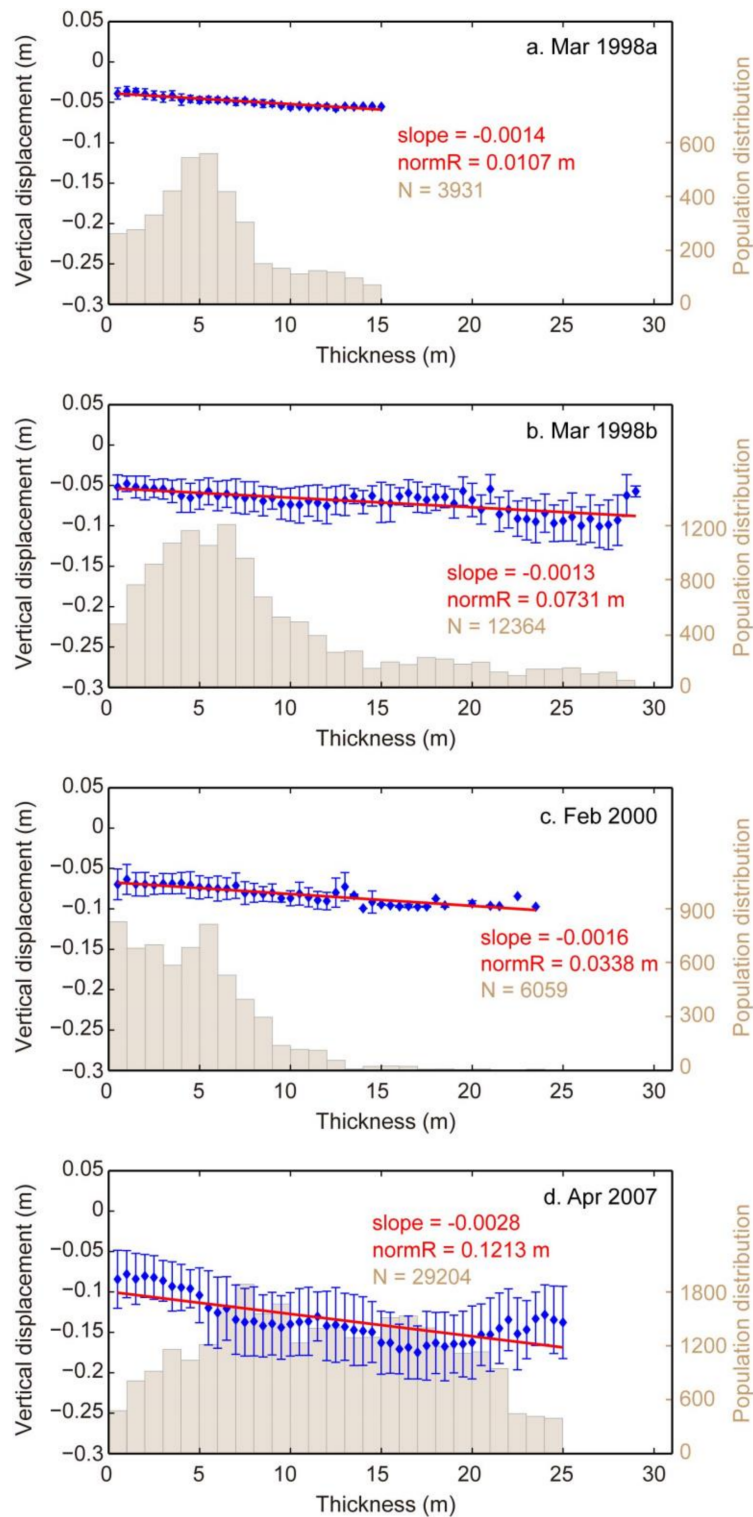 a. Mar 1998a
Vertical displacement (m)
0.05
0
−0.05
−0.1
−0.15
−0.2
−0.25
−0.3
slope = -0.0014
normR = 0.0107 m
N = 3931
600
400
200
0
Population distribution
0 5 10 15 20 25 30
Thickness (m)
b. Mar 1998b
Vertical displacement (m)
0.05
0
−0.05
−0.1
−0.15
−0.2
−0.25
−0.3
slope = -0.0013
normR = 0.0731 m
N = 12364
1200
800
400
0
Population distribution
0 5 10 15 20 25 30
Thickness (m)
c. Feb 2000
Vertical displacement (m)
0.05
0
−0.05
−0.1
−0.15
−0.2
−0.25
−0.3
slope = -0.0016
normR = 0.0338 m
N = 6059
900
600
300
0
Population distribution
0 5 10 15 20 25 30
Thickness (m)
d. Apr 2007
Vertical displacement (m)
0.05
0
−0.05
−0.1
−0.15
−0.2
−0.25
−0.3
slope = -0.0028
normR = 0.1213 m
N = 29204
1800
1200
600
0
Population distribution
0 5 10 15 20 25 30
Thickness (m)